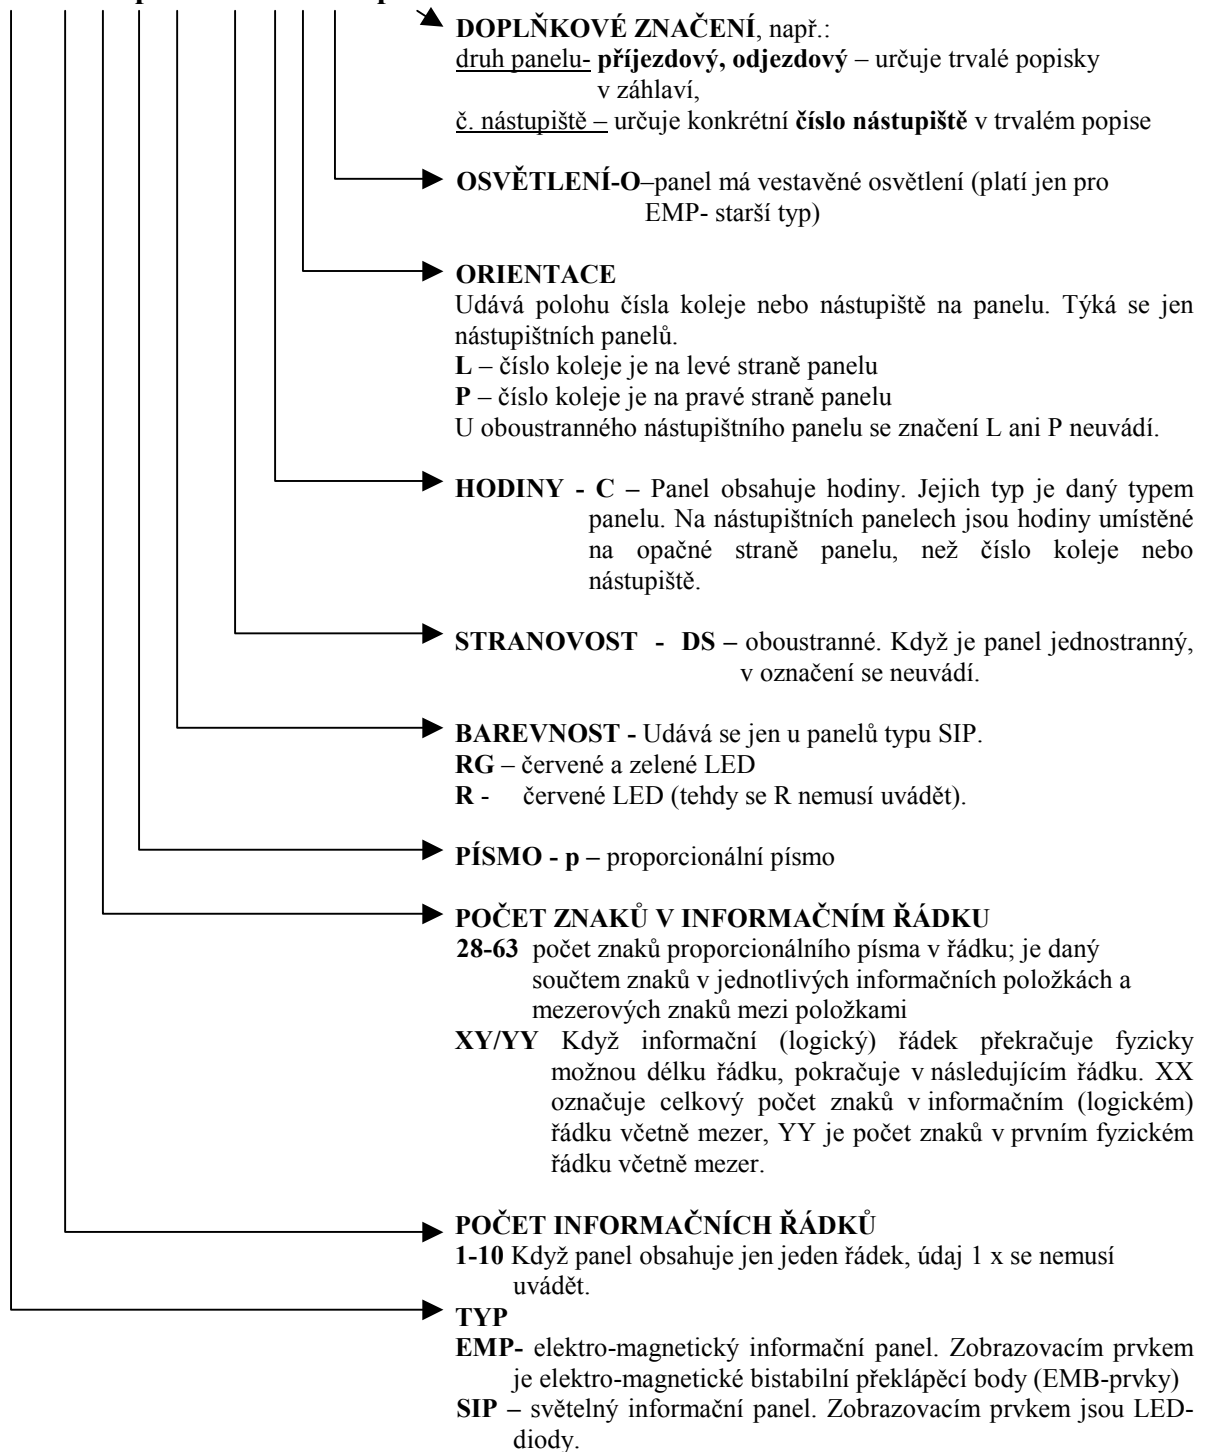 DOPLŇKOVÉ ZNAČENÍ, např.:
druh panelu- příjezdový, odjezdový – určuje trvalé popisky
v záhlaví,
č. nástupiště – určuje konkrétní číslo nástupiště v trvalém popise
OSVĚTLENÍ-O–panel má vestavěné osvětlení (platí jen pro
EMP- starší typ)
ORIENTACE
Udává polohu čísla koleje nebo nástupiště na panelu. Týká se jen
nástupištních panelů.
L – číslo koleje je na levé straně panelu
P – číslo koleje je na pravé straně panelu
U oboustranného nástupištního panelu se značení L ani P neuvádí.
HODINY - C – Panel obsahuje hodiny. Jejich typ je daný typem
panelu. Na nástupištních panelech jsou hodiny umístěné
na opačné straně panelu, než číslo koleje nebo
nástupiště.
STRANOVOST - DS – oboustranné. Když je panel jednostranný,
v označení se neuvádí.
BAREVNOST - Udává se jen u panelů typu SIP.
RG – červené a zelené LED
R - červené LED (tehdy se R nemusí uvádět).
PÍSMO - p – proporcionální písmo
POČET ZNAKŮ V INFORMAČNÍM ŘÁDKU
28-63 počet znaků proporcionálního písma v řádku; je daný
součtem znaků v jednotlivých informačních položkách a
mezerových znaků mezi položkami
XY/YY Když informační (logický) řádek překračuje fyzicky
možnou délku řádku, pokračuje v následujícím řádku. XX
označuje celkový počet znaků v informačním (logickém)
řádku včetně mezer, YY je počet znaků v prvním fyzickém
řádku včetně mezer.
POČET INFORMAČNÍCH ŘÁDKŮ
1-10 Když panel obsahuje jen jeden řádek, údaj 1 x se nemusí
uvádět.
TYP
EMP- elektro-magnetický informační panel. Zobrazovacím prvkem
je elektro-magnetické bistabilní překlápěcí body (EMB-prvky)
SIP – světelný informační panel. Zobrazovacím prvkem jsou LED-
diody.